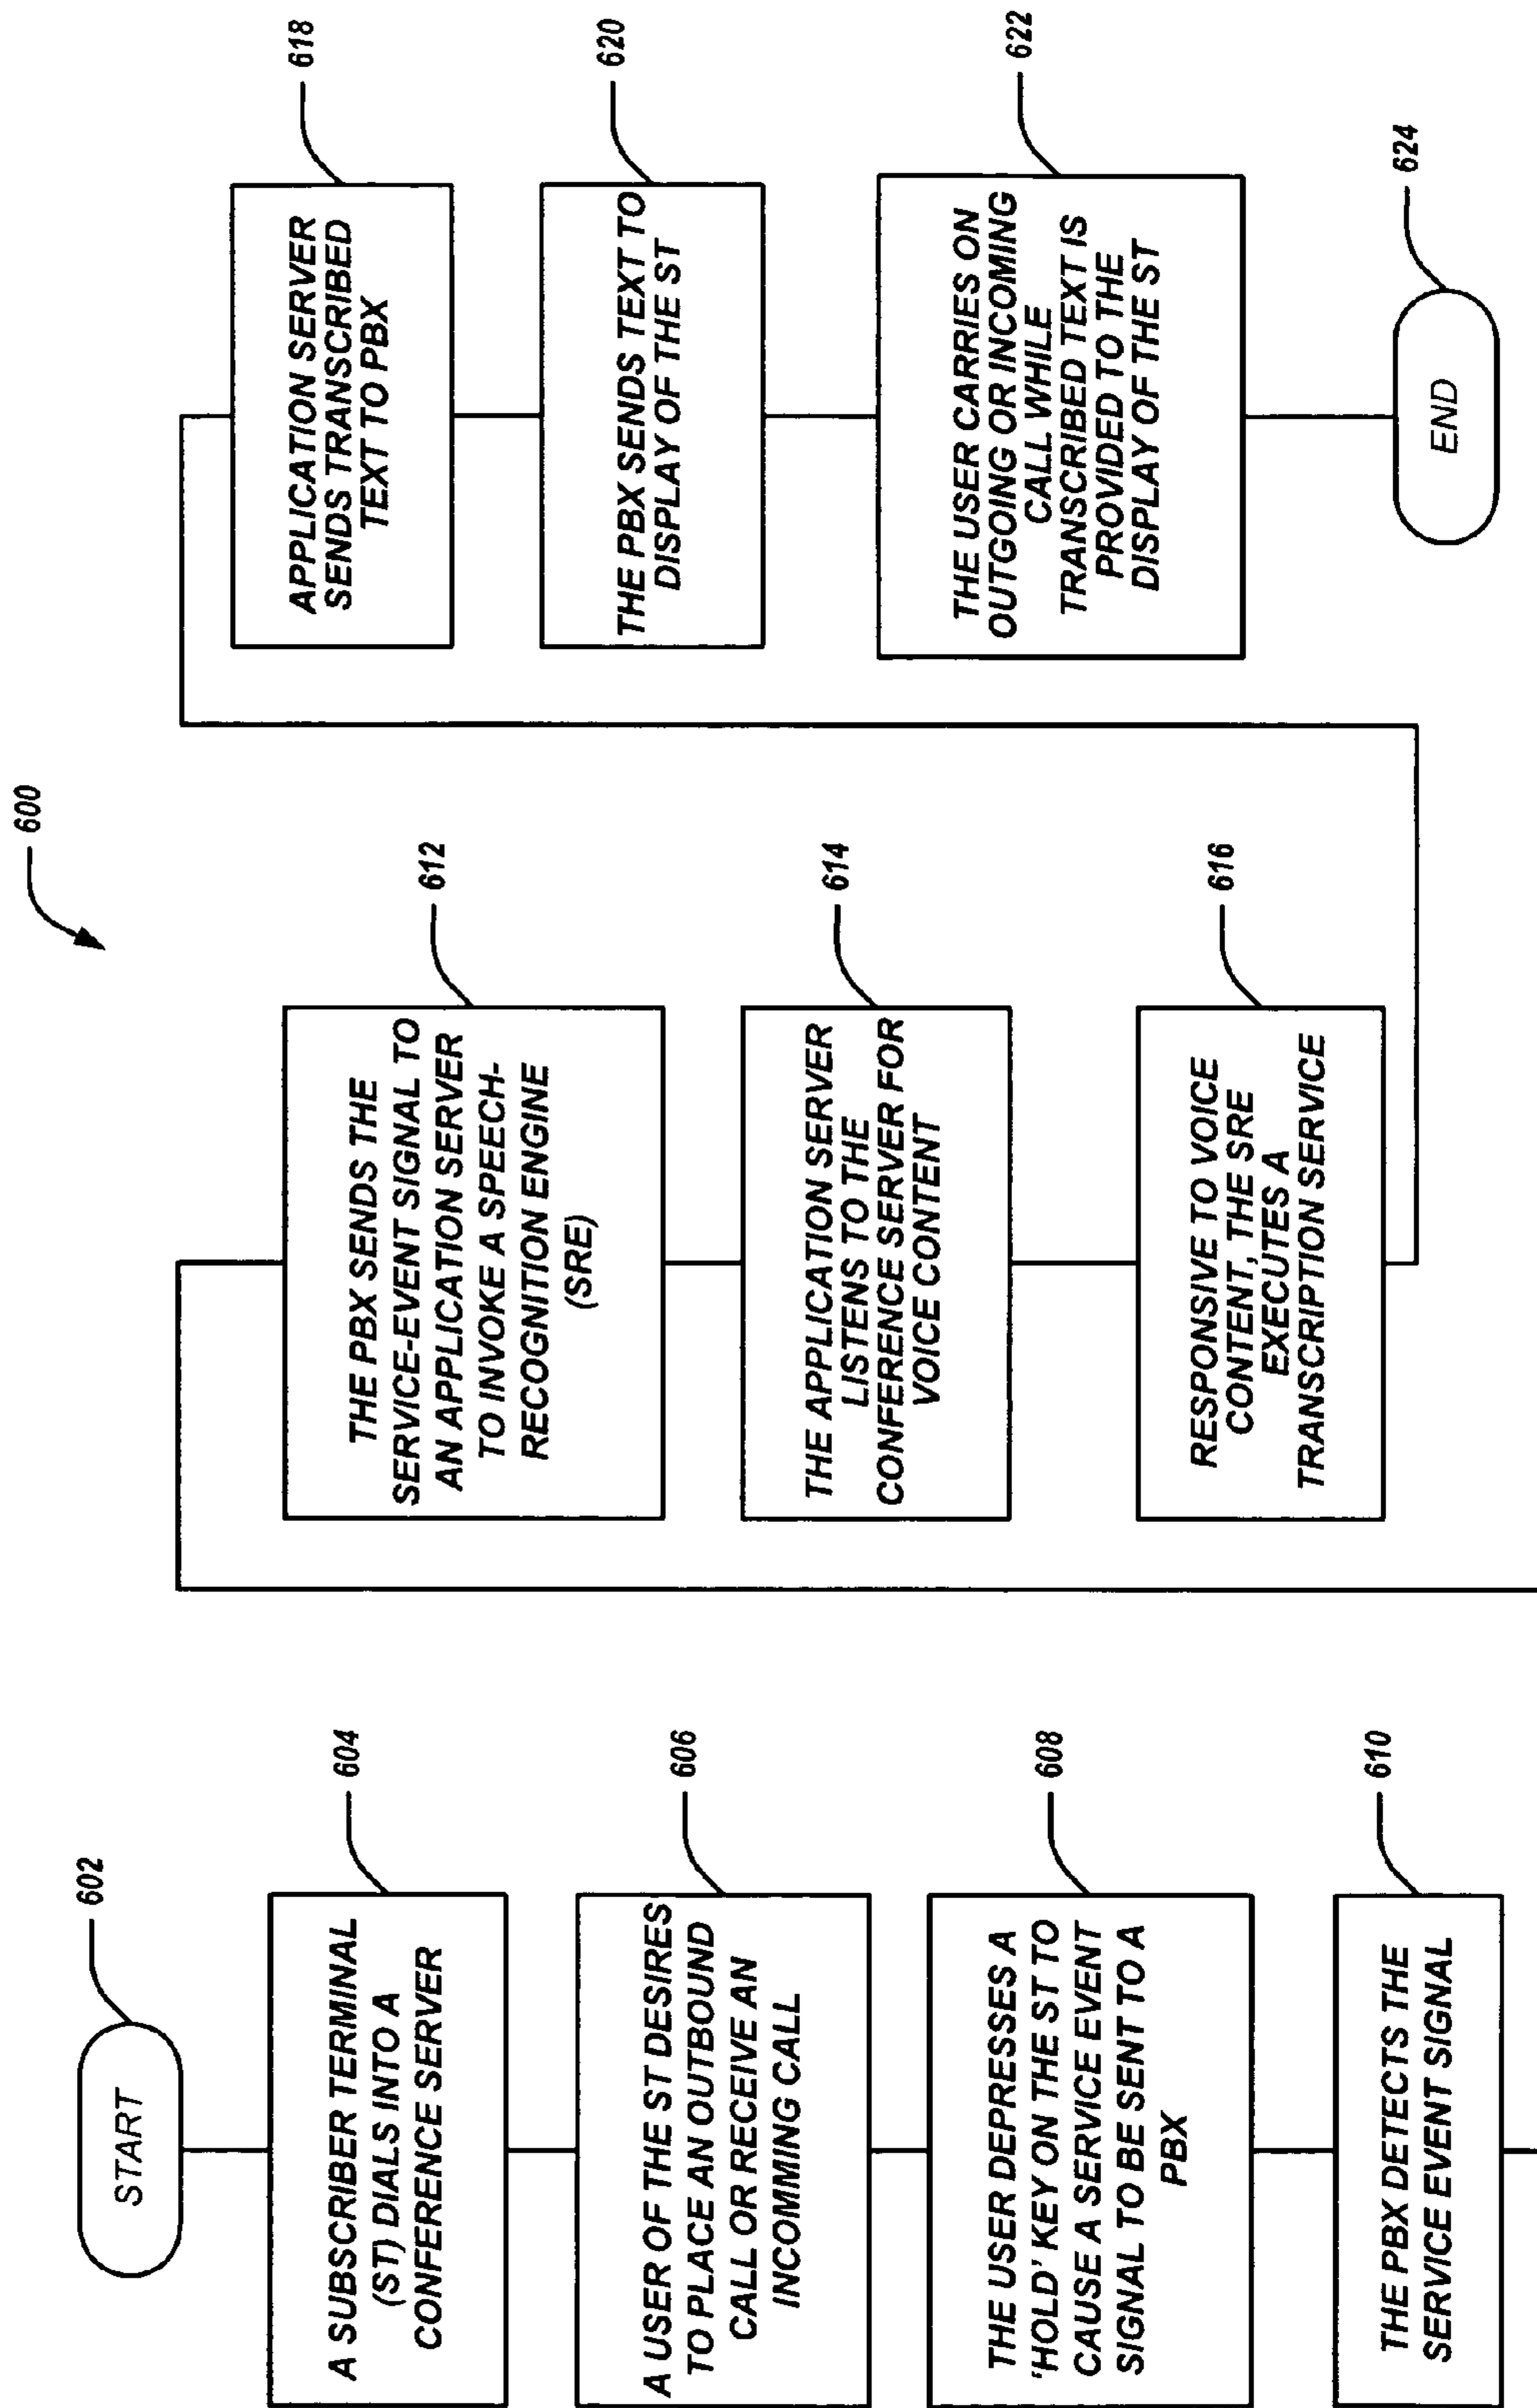 600
START
602
A SUBSCRIBER TERMINAL
(ST) DIALS INTO A
CONFERENCE SERVER
604
A USER OF THE ST DESIRES
TO PLACE AN OUTBOUND
CALL OR RECEIVE AN
INCOMMING CALL
606
THE USER DEPRESSES A
'HOLD' KEY ON THE ST TO
CAUSE A SERVICE EVENT
SIGNAL TO BE SENT TO A
PBX
608
THE PBX DETECTS THE
SERVICE EVENT SIGNAL
610
THE PBX SENDS THE
SERVICE-EVENT SIGNAL TO
AN APPLICATION SERVER
TO INVOKE A SPEECH-
RECOGNITION ENGINE
(SRE)
612
THE APPLICATION SERVER
LISTENS TO THE
CONFERENCE SERVER FOR
VOICE CONTENT
614
RESPONSIVE TO VOICE
CONTENT, THE SRE
EXECUTES A
TRANSCRIPTION SERVICE
616
APPLICATION SERVER
SENDS TRANSCRIBED
TEXT TO PBX
618
THE PBX SENDS TEXT TO
DISPLAY OF THE ST
620
THE USER CARRIES ON
OUTGOING OR INCOMING
CALL WHILE
TRANSCRIBED TEXT IS
PROVIDED TO THE
DISPLAY OF THE ST
622
END
624